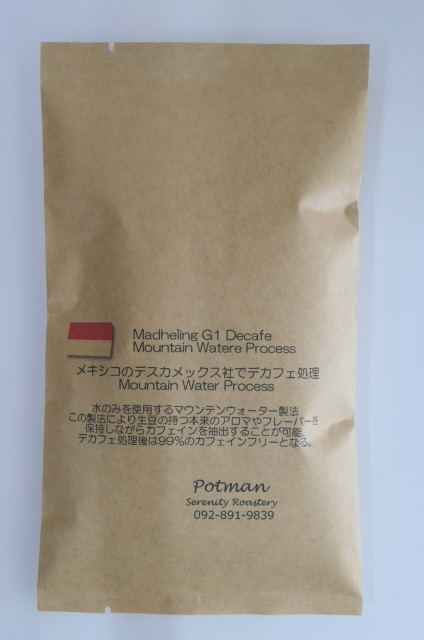 Madheling G1 Decafe
Mountain Watere Process
メキシコのデスカメックス社でデカフェ処理
Mountain Water Process
水のみを使用するマウンテンウォーター製法
この製法により生豆の持つ本来のアロマやフレーバーを
保持しながらカフェインを抽出することが可能。
デカフェ処理後は99%のカフェインフリーとなる。
Potman
Serenity Roastery
092-891-9839